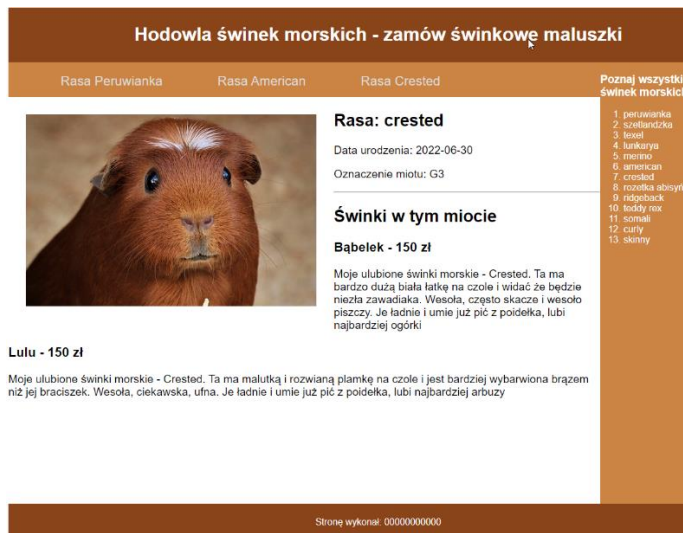 Hodowla świnek morskich - zamów świnkowe maluszki
Rasa Peruwianka
Rasa American
Rasa Crested
Rasa: crested
Data urodzenia: 2022-06-30
Oznaczenie miotu: G3
Świnki w tym miocie
Bąbelek - 150 zł
Moje ulubione świnki morskie - Crested. Ta ma
bardzo dużą biała łatkę na czole i widać że będzie
niezła zawadiaka. Wesoła, często skacze i wesoło
piszczy. Je ładnie i umie już pić z poidełka, lubi
najbardziej ogórki
Lulu - 150 zł
Moje ulubione świnki morskie - Crested. Ta ma malutką i rozwianą plamkę na czole i jest bardziej wybarwiona brązem
niż jej braciszek. Wesoła, ciekawska, ufna. Je ładnie i umie już pić z poidełka, lubi najbardziej arbuzy
Poznaj wszystki
świnek morskich
1. peruwianka
2. szetlandzka
3. texel
4. lunkarya
5. merino
6. american
7. crested
8. rozetka abisyń
9. ridgeback
10. teddy rex
11. somali
12. curly
13. skinny
Stronę wykonał: 00000000000